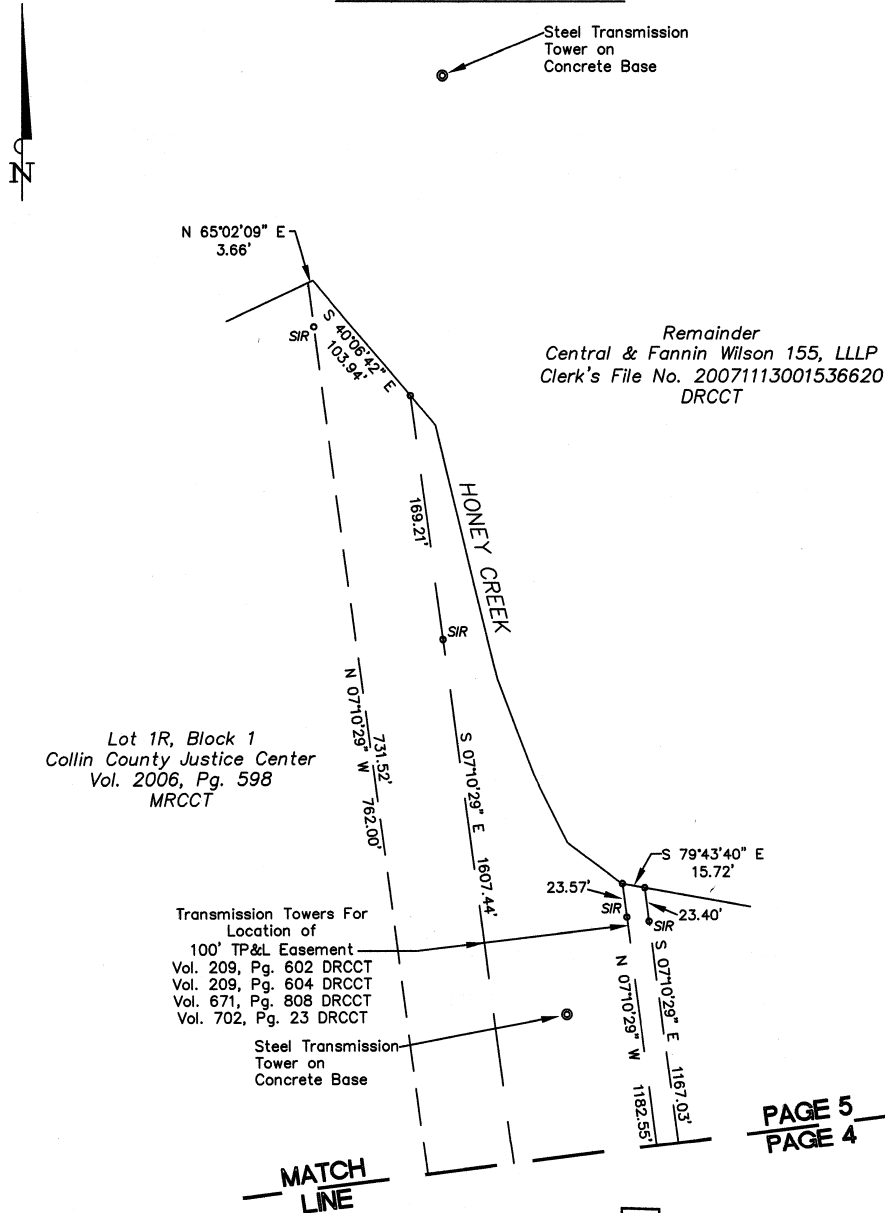 Steel Transmission
Tower on
Concrete Base
N
N 65°02'09" E
3.66'
SIR
S 40°06'42" E
103.94'
Remainder
Central & Fannin Wilson 155, LLLP
Clerk's File No. 20071113001536620
DRCCT
169.21'
HONEY CREEK
SIR
N 07°10'29" W
731.52'
762.00'
S 07°10'29" E 1607.44'
Lot 1R, Block 1
Collin County Justice Center
Vol. 2006, Pg. 598
MRCCT
S 79°43'40" E
15.72'
23.57'
SIR
23.40'
SIR
Transmission Towers For
Location of
100' TP&L Easement
Vol. 209, Pg. 602 DRCCT
Vol. 209, Pg. 604 DRCCT
Vol. 671, Pg. 808 DRCCT
Vol. 702, Pg. 23 DRCCT
N 07°10'29" W 1182.55'
S 07°10'29" E 1167.03'
Steel Transmission
Tower on
Concrete Base
PAGE 5
PAGE 4
MATCH
LINE